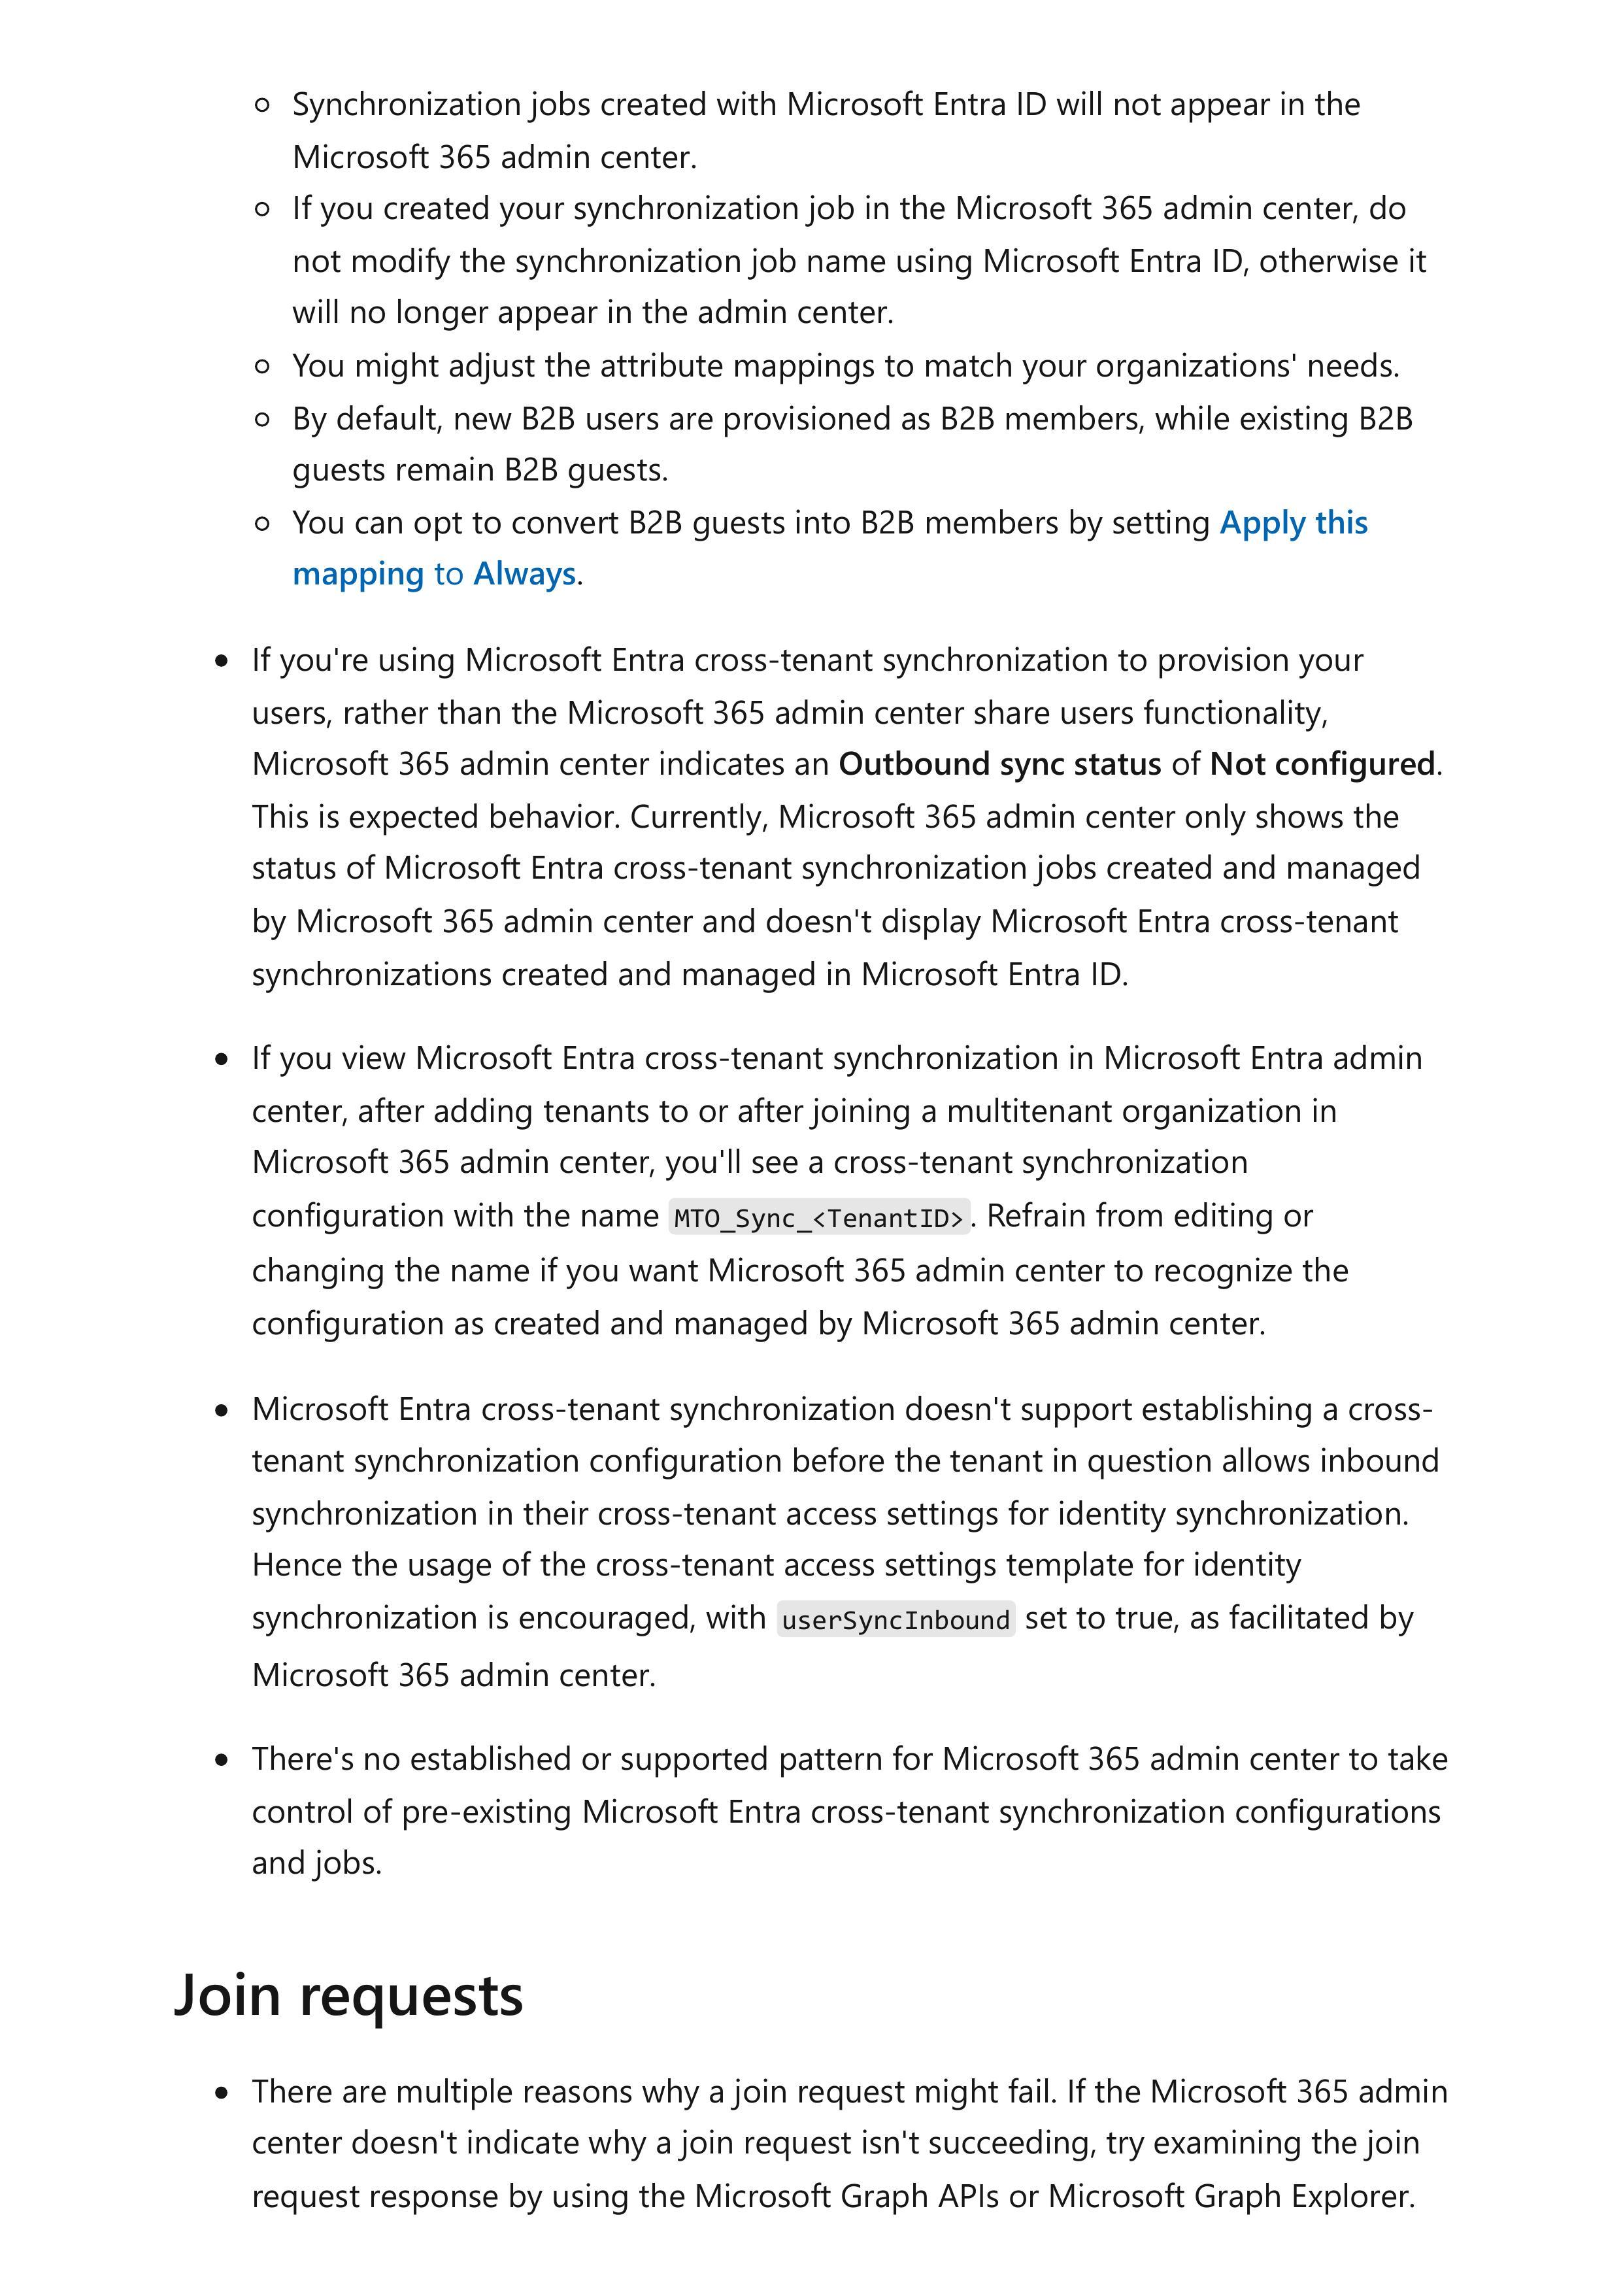 Synchronization jobs created with Microsoft Entra ID will not appear in the
Microsoft 365 admin center.
If you created your synchronization job in the Microsoft 365 admin center, do
not modify the synchronization job name using Microsoft Entra ID, otherwise it
will no longer appear in the admin center.
You might adjust the attribute mappings to match your organizations' needs.
By default, new B2B users are provisioned as B2B members, while existing B2B
guests remain B2B guests.
You can opt to convert B2B guests into B2B members by setting Apply this
mapping to Always.
If you're using Microsoft Entra cross-tenant synchronization to provision your
users, rather than the Microsoft 365 admin center share users functionality,
Microsoft 365 admin center indicates an Outbound sync status of Not configured.
This is expected behavior. Currently, Microsoft 365 admin center only shows the
status of Microsoft Entra cross-tenant synchronization jobs created and managed
by Microsoft 365 admin center and doesn't display Microsoft Entra cross-tenant
synchronizations created and managed in Microsoft Entra ID.
If you view Microsoft Entra cross-tenant synchronization in Microsoft Entra admin
center, after adding tenants to or after joining a multitenant organization in
Microsoft 365 admin center, you'll see a cross-tenant synchronization
configuration with the name MTO_Sync_<TenantID>. Refrain from editing or
changing the name if you want Microsoft 365 admin center to recognize the
configuration as created and managed by Microsoft 365 admin center.
Microsoft Entra cross-tenant synchronization doesn't support establishing a cross-
tenant synchronization configuration before the tenant in question allows inbound
synchronization in their cross-tenant access settings for identity synchronization.
Hence the usage of the cross-tenant access settings template for identity
synchronization is encouraged, with userSyncInbound set to true, as facilitated by
Microsoft 365 admin center.
There's no established or supported pattern for Microsoft 365 admin center to take
control of pre-existing Microsoft Entra cross-tenant synchronization configurations
and jobs.
Join requests
There are multiple reasons why a join request might fail. If the Microsoft 365 admin
center doesn't indicate why a join request isn't succeeding, try examining the join
request response by using the Microsoft Graph APIs or Microsoft Graph Explorer.